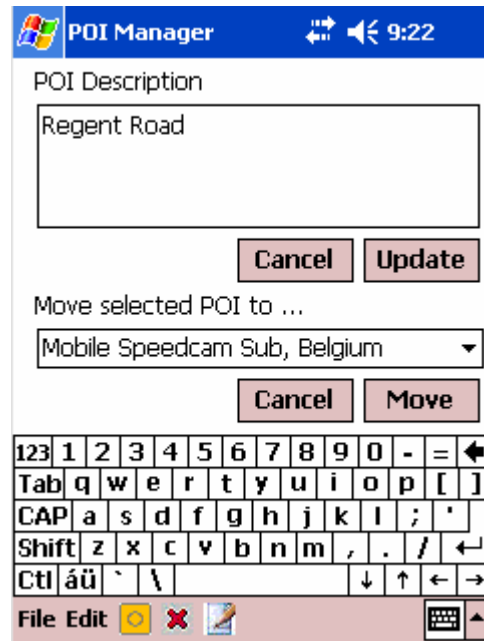 POI Manager 9:22
POI Description
Regent Road
Cancel Update
Move selected POI to ...
Mobile Speedcam Sub, Belgium
Cancel Move
123 1 2 3 4 5 6 7 8 9 0 - =
Tab q w e r t y u i o p [ ]
CAP a s d f g h j k l ; '
Shift z x c v b n m , . /
Ctl áü ` \
File Edit